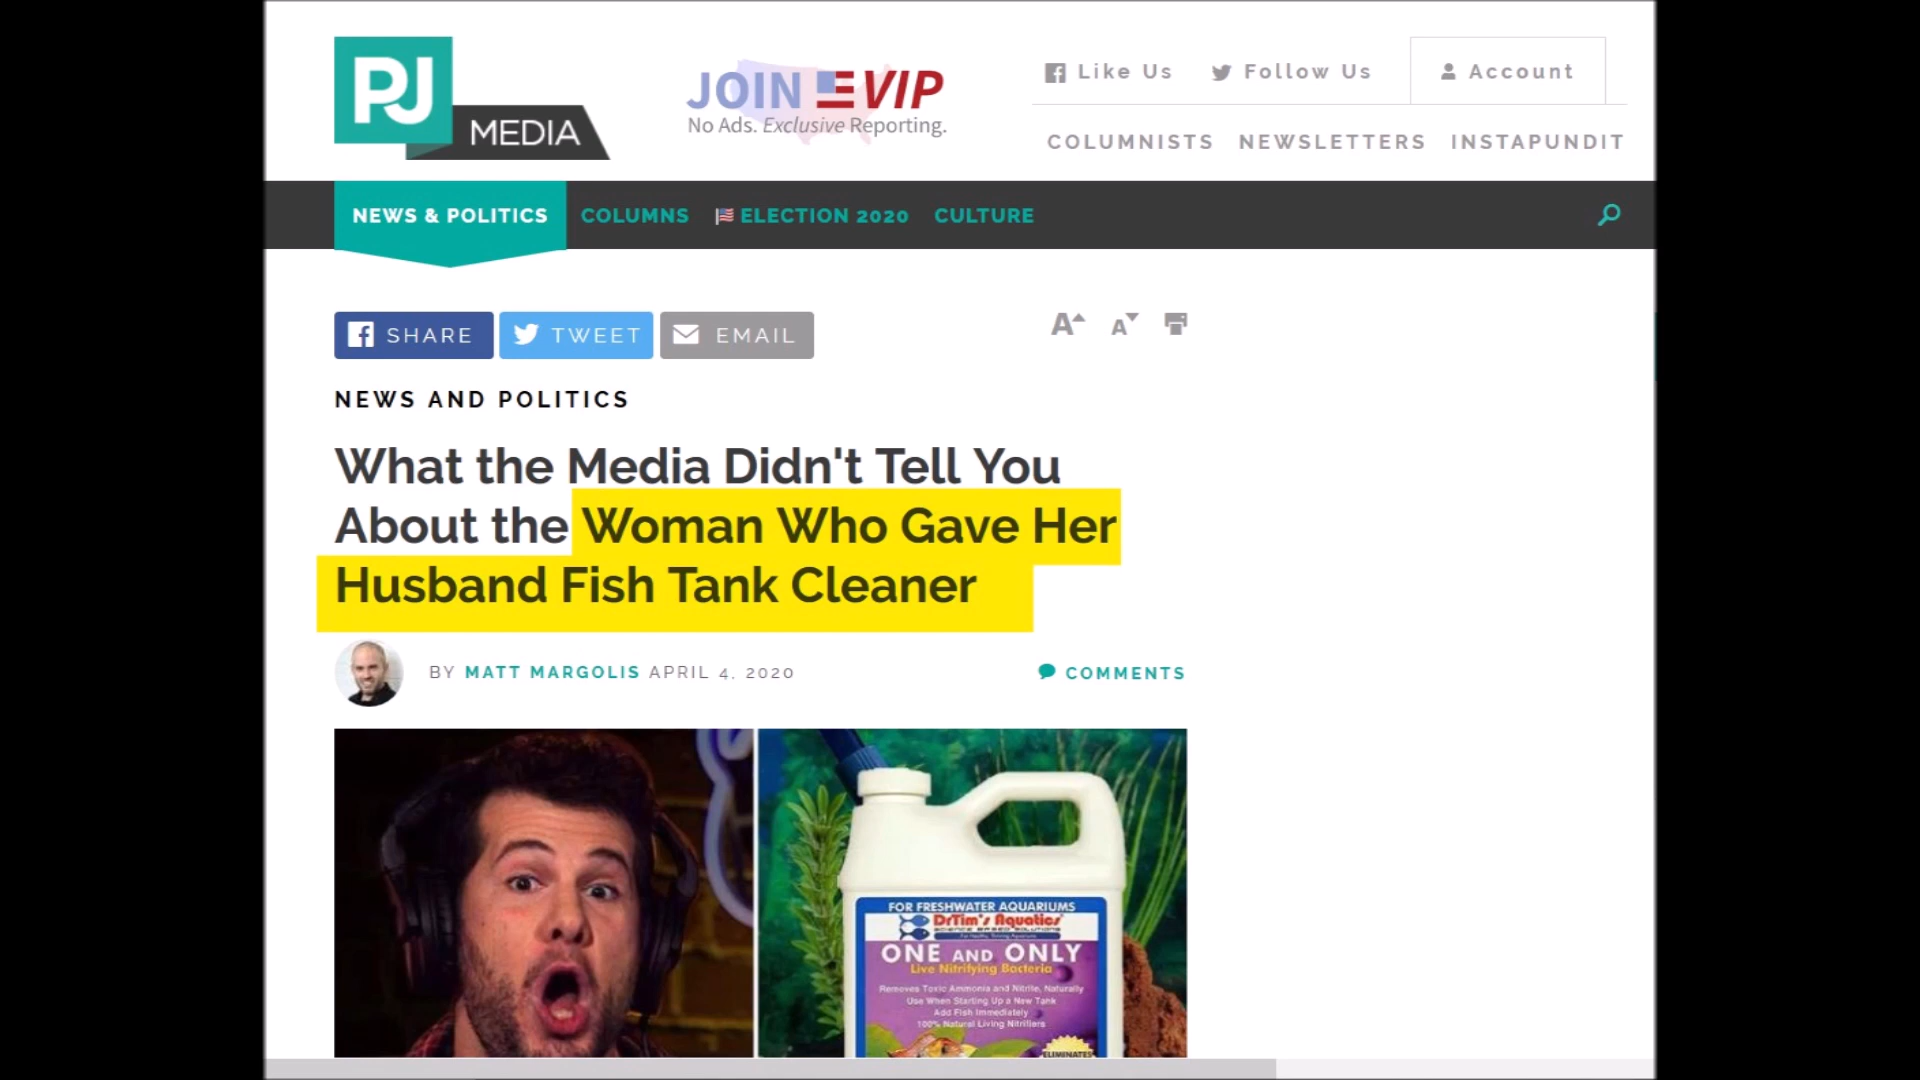 PJ
MEDIA
JOIN VIP
No Ads. Exclusive Reporting.
Like Us
Follow Us
Account
COLUMNISTS
NEWSLETTERS
INSTAPUNDIT
NEWS & POLITICS
COLUMNS
ELECTION 2020
CULTURE
SHARE
TWEET
EMAIL
NEWS AND POLITICS
What the Media Didn't Tell You
About the Woman Who Gave Her
Husband Fish Tank Cleaner
BY MATT MARGOLIS APRIL 4, 2020
COMMENTS
FOR FRESHWATER AQUARIUMS
DrTim's Aquatics
ONE AND ONLY
Live Nitrifying Bacteria
Removes Toxic Ammonia and Nitrite, Naturally
Use When Starting Up a New Tank
Add Fish Immediately
100% Natural Living Nitrifiers
ELIMINATES